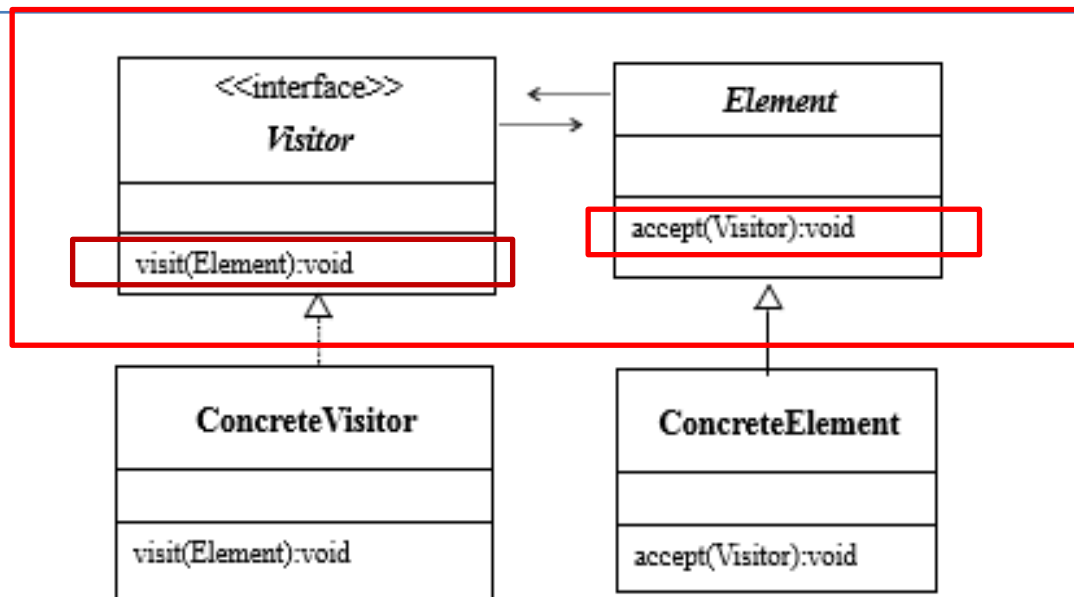 <<interface>>
Visitor
visit(Element):void
Element
accept(Visitor):void
ConcreteVisitor
visit(Element):void
ConcreteElement
accept(Visitor):void